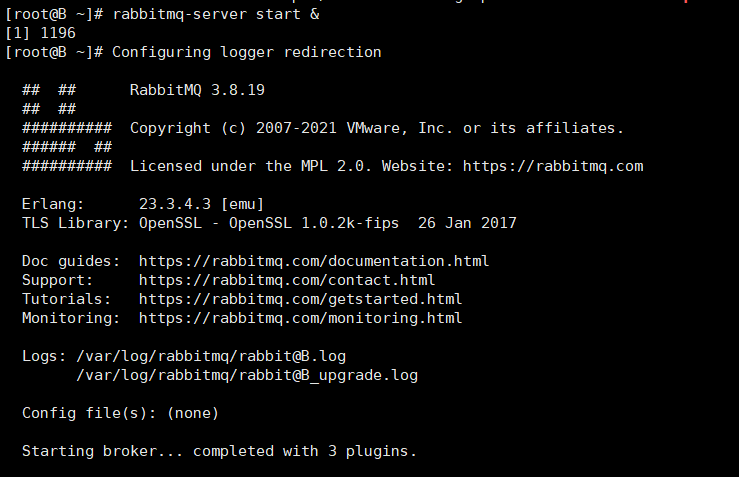 [root@B ~]# rabbitmq-server start &
[1] 1196
[root@B ~]# Configuring logger redirection
##  ##      RabbitMQ 3.8.19
##  ##
##########  Copyright (c) 2007-2021 VMware, Inc. or its affiliates.
######  ##
##########  Licensed under the MPL 2.0. Website: https://rabbitmq.com
Erlang:      23.3.4.3 [emu]
TLS Library: OpenSSL - OpenSSL 1.0.2k-fips  26 Jan 2017
Doc guides:  https://rabbitmq.com/documentation.html
Support:     https://rabbitmq.com/contact.html
Tutorials:   https://rabbitmq.com/getstarted.html
Monitoring:  https://rabbitmq.com/monitoring.html
Logs: /var/log/rabbitmq/rabbit@B.log
/var/log/rabbitmq/rabbit@B_upgrade.log
Config file(s): (none)
Starting broker... completed with 3 plugins.